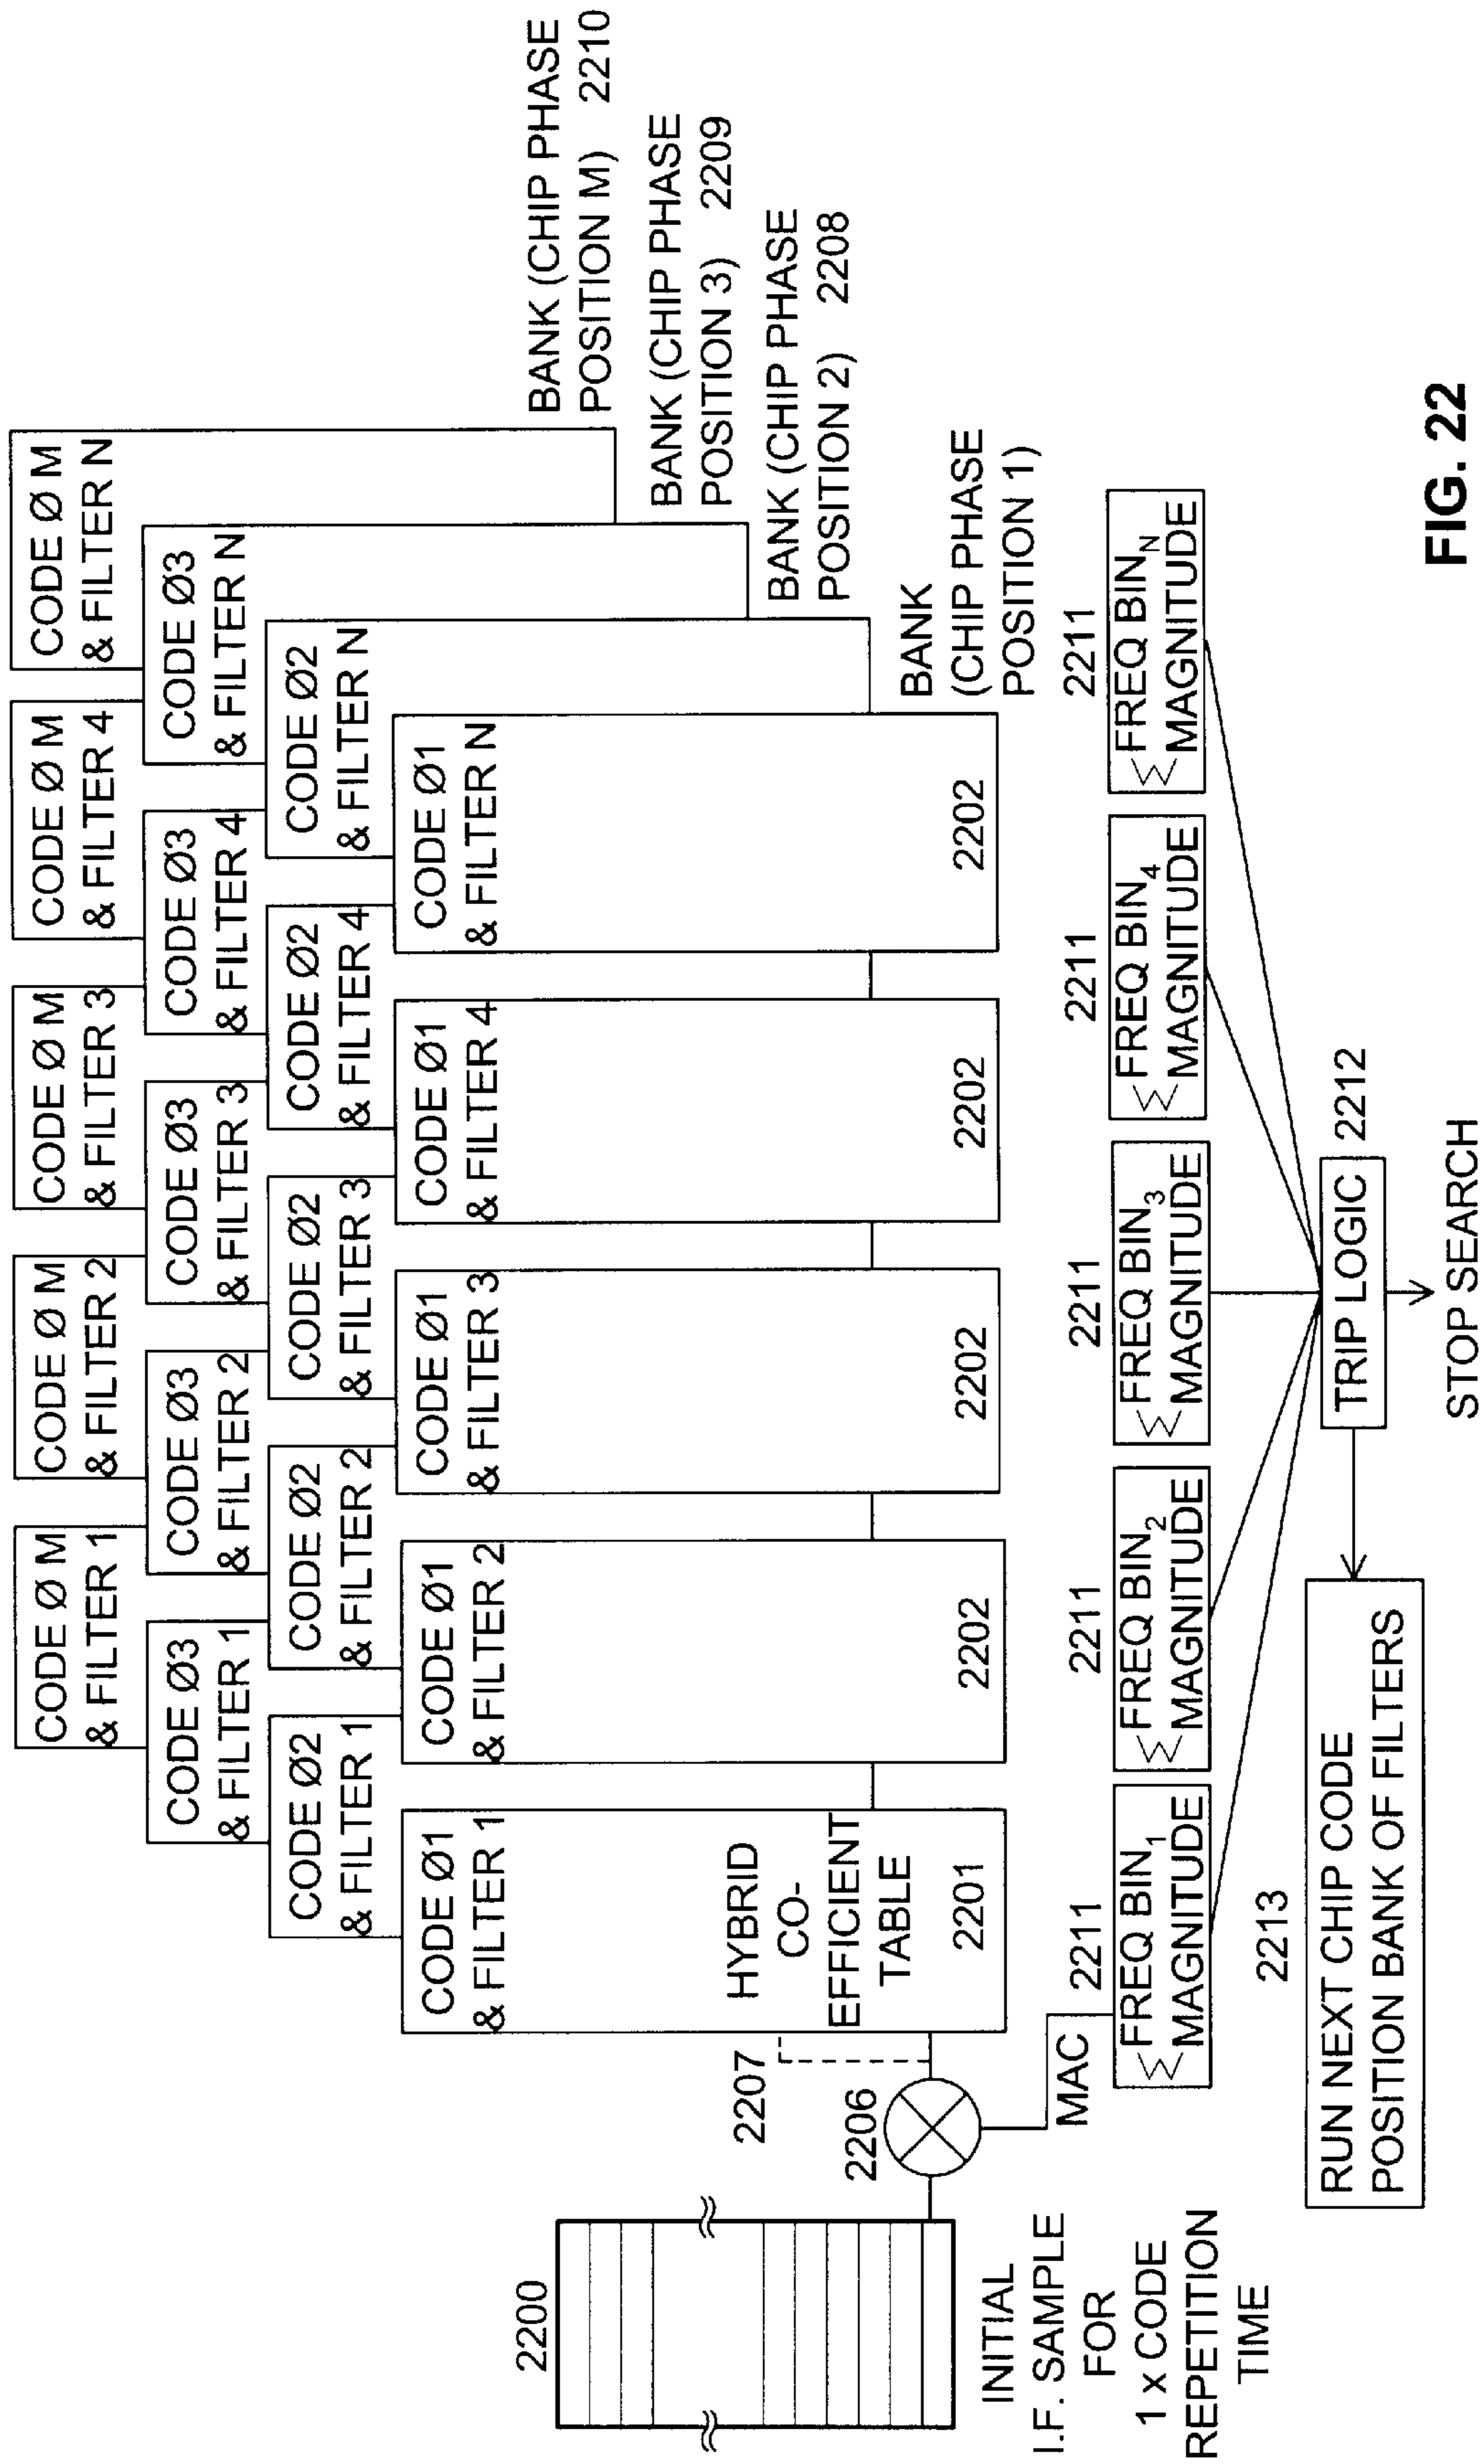 CODE Ø M
& FILTER 1
CODE Ø M
& FILTER 2
CODE Ø M
& FILTER 3
CODE Ø M
& FILTER 4
CODE Ø M
& FILTER N
CODE Ø3
& FILTER 1
CODE Ø3
& FILTER 2
CODE Ø3
& FILTER 3
CODE Ø3
& FILTER 4
CODE Ø3
& FILTER N
CODE Ø2
& FILTER 1
CODE Ø2
& FILTER 2
CODE Ø2
& FILTER 3
CODE Ø2
& FILTER 4
CODE Ø2
& FILTER N
CODE Ø1
& FILTER 1
HYBRID
CO-
EFFICIENT
TABLE
2201
CODE Ø1
& FILTER 2
2202
CODE Ø1
& FILTER 3
2202
CODE Ø1
& FILTER 4
2202
CODE Ø1
& FILTER N
2202
BANK (CHIP PHASE
POSITION M) 2210
BANK (CHIP PHASE
POSITION 3) 2209
BANK (CHIP PHASE
POSITION 2) 2208
BANK
(CHIP PHASE
POSITION 1)
2200
INITIAL
I.F. SAMPLE
FOR
1 x CODE
REPETITION
TIME
2207
2206
MAC
2211
Σ FREQ BIN₁
MAGNITUDE
2211
Σ FREQ BIN₂
MAGNITUDE
2211
Σ FREQ BIN₃
MAGNITUDE
2211
Σ FREQ BIN₄
MAGNITUDE
2211
Σ FREQ BIN_N
MAGNITUDE
TRIP LOGIC 2212
STOP SEARCH
2213
RUN NEXT CHIP CODE
POSITION BANK OF FILTERS
FIG. 22